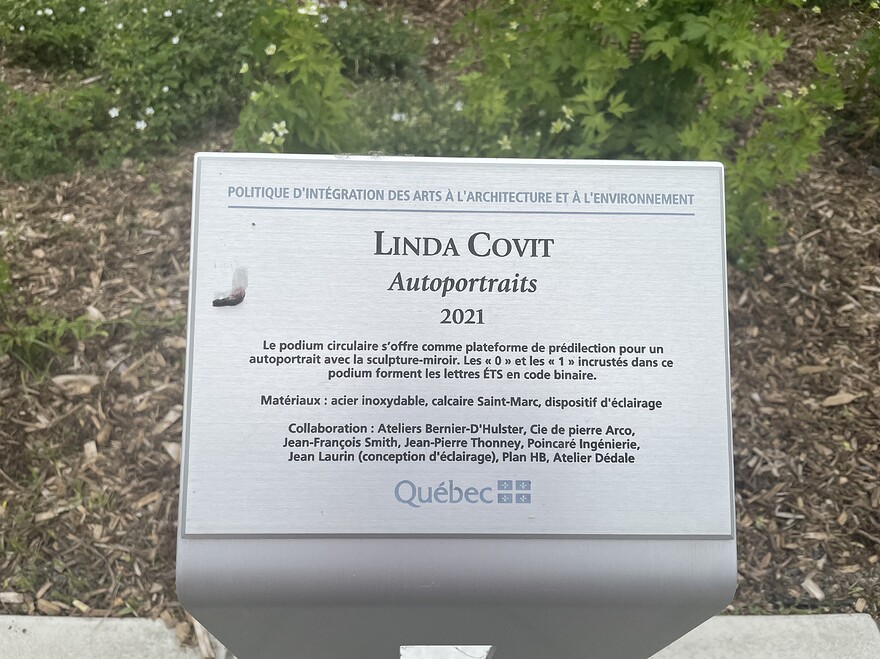 POLITIQUE D'INTÉGRATION DES ARTS À L'ARCHITECTURE ET À L'ENVIRONNEMENT
LINDA COVIT
Autoportraits
2021
Le podium circulaire s'offre comme plateforme de prédilection pour un
autoportrait avec la sculpture-miroir. Les « 0 » et les « 1 » incrustés dans ce
podium forment les lettres ÉTS en code binaire.
Matériaux : acier inoxydable, calcaire Saint-Marc, dispositif d'éclairage
Collaboration : Ateliers Bernier-D'Hulster, Cie de pierre Arco,
Jean-François Smith, Jean-Pierre Thonney, Poincaré Ingénierie,
Jean Laurin (conception d'éclairage), Plan HB, Atelier Dédale
Québec